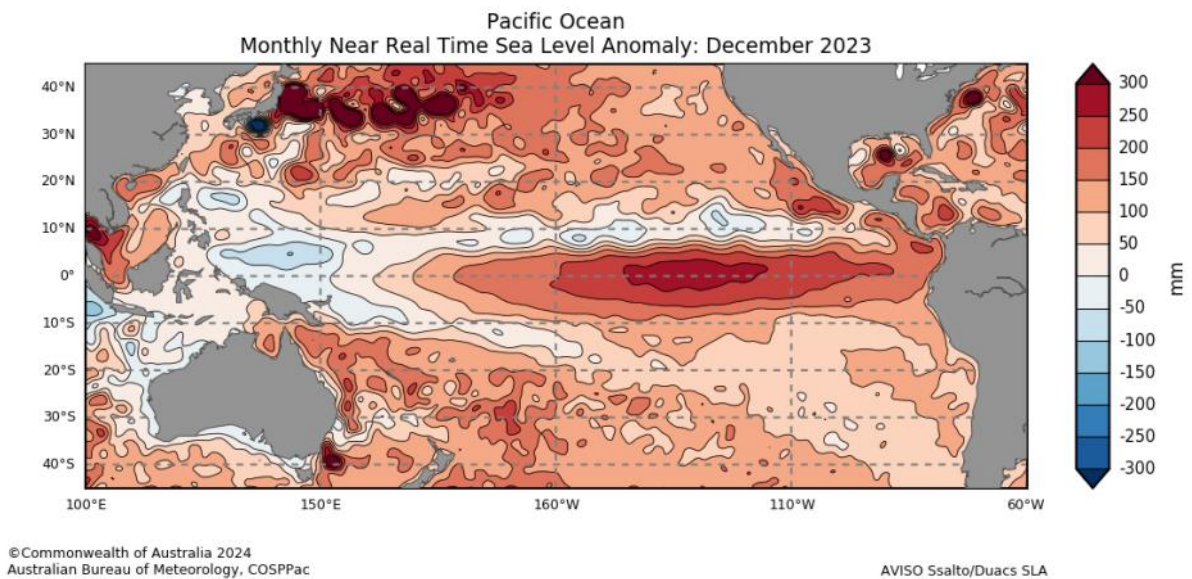 Pacific Ocean
Monthly Near Real Time Sea Level Anomaly: December 2023
40°N
30°N
20°N
10°N
0°
10°S
20°S
30°S
40°S
100°E
150°E
160°W
110°W
60°W
300
250
200
150
100
50
0
-50
-100
-150
-200
-250
-300
mm
©Commonwealth of Australia 2024
Australian Bureau of Meteorology, COSPPac
AVISO Ssalto/Duacs SLA